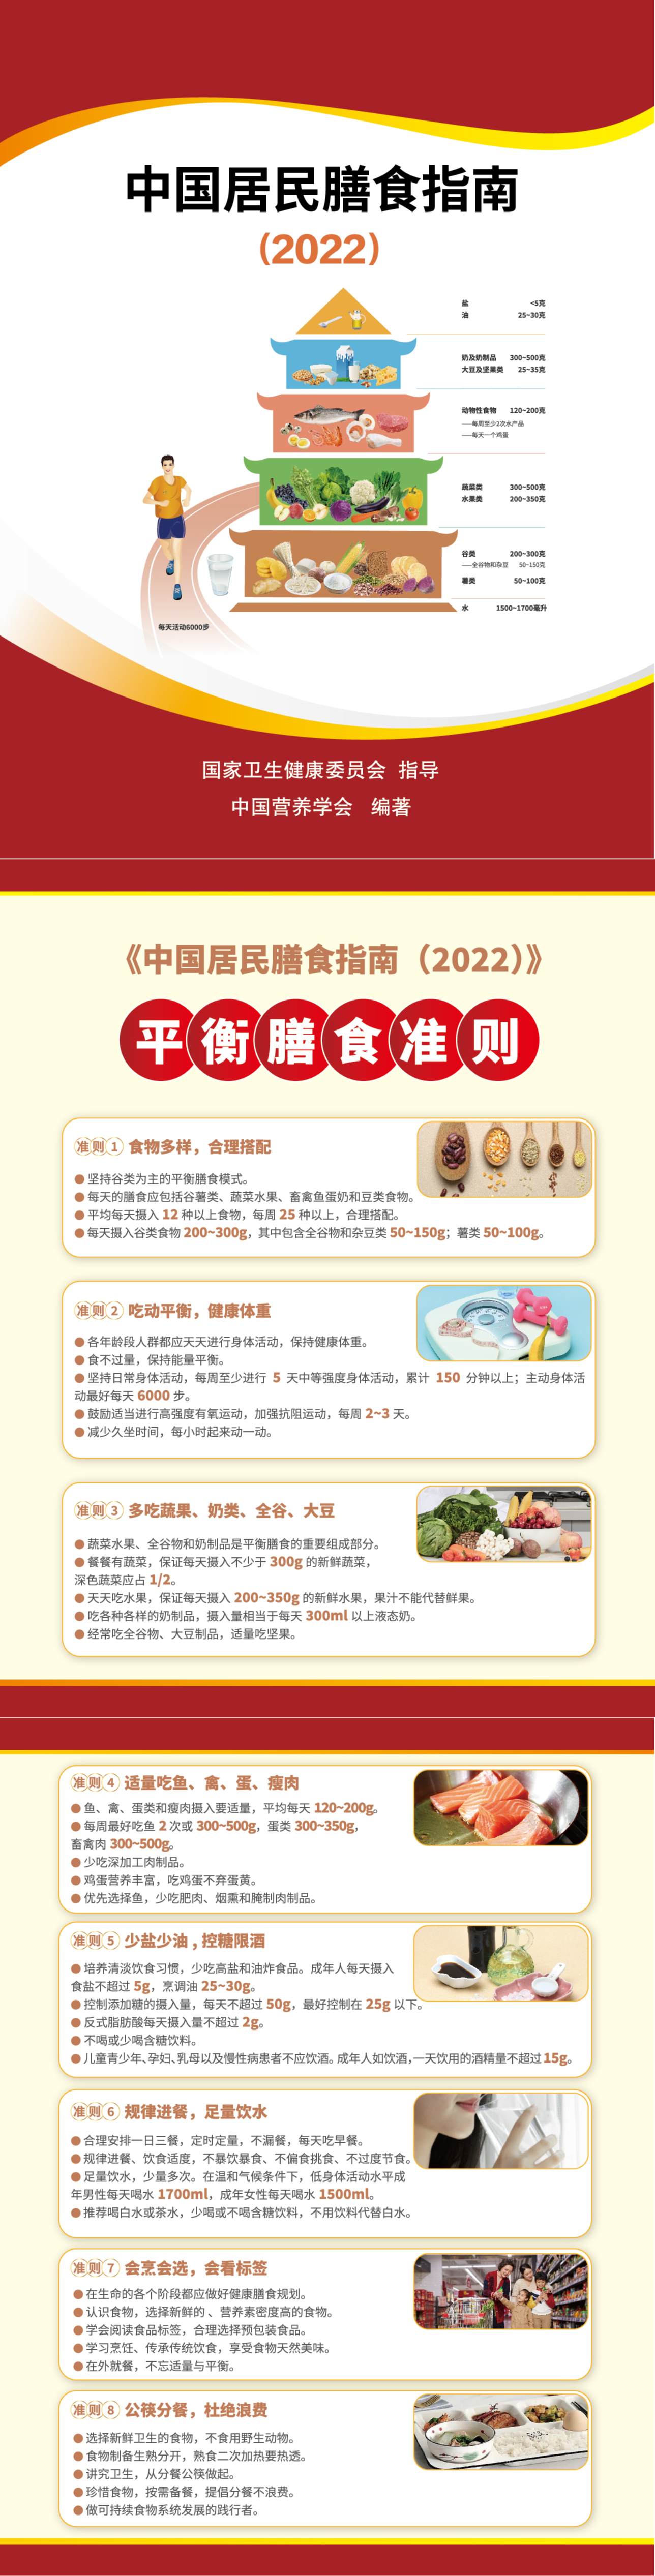 中国居民膳食指南
（2022）
盐 <5克
油 25~30克
奶及奶制品 300~500克
大豆及坚果类 25~35克
动物性食物 120~200克
——每周至少2次水产品
——每天一个鸡蛋
蔬菜类 300~500克
水果类 200~350克
谷类 200~300克
——全谷物和杂豆 50~150克
薯类 50~100克
水 1500~1700毫升
每天活动6000步
国家卫生健康委员会 指导
中国营养学会 编著
《中国居民膳食指南（2022）》
平衡膳食准则
准则1 食物多样，合理搭配
● 坚持谷类为主的平衡膳食模式。
● 每天的膳食应包括谷薯类、蔬菜水果、畜禽鱼蛋奶和豆类食物。
● 平均每天摄入 12 种以上食物，每周 25 种以上，合理搭配。
● 每天摄入谷类食物 200~300g，其中包含全谷物和杂豆类 50~150g；薯类 50~100g。
准则2 吃动平衡，健康体重
● 各年龄段人群都应天天进行身体活动，保持健康体重。
● 食不过量，保持能量平衡。
● 坚持日常身体活动，每周至少进行 5 天中等强度身体活动，累计 150 分钟以上；主动身体活
动最好每天 6000 步。
● 鼓励适当进行高强度有氧运动，加强抗阻运动，每周 2~3 天。
● 减少久坐时间，每小时起来动一动。
准则3 多吃蔬果、奶类、全谷、大豆
● 蔬菜水果、全谷物和奶制品是平衡膳食的重要组成部分。
● 餐餐有蔬菜，保证每天摄入不少于 300g 的新鲜蔬菜，
深色蔬菜应占 1/2。
● 天天吃水果，保证每天摄入 200~350g 的新鲜水果，果汁不能代替鲜果。
● 吃各种各样的奶制品，摄入量相当于每天 300ml 以上液态奶。
● 经常吃全谷物、大豆制品，适量吃坚果。
准则4 适量吃鱼、禽、蛋、瘦肉
● 鱼、禽、蛋类和瘦肉摄入要适量，平均每天 120~200g。
● 每周最好吃鱼 2 次或 300~500g，蛋类 300~350g，
畜禽肉 300~500g。
● 少吃深加工肉制品。
● 鸡蛋营养丰富，吃鸡蛋不弃蛋黄。
● 优先选择鱼，少吃肥肉、烟熏和腌制肉制品。
准则5 少盐少油，控糖限酒
● 培养清淡饮食习惯，少吃高盐和油炸食品。成年人每天摄入
食盐不超过 5g，烹调油 25~30g。
● 控制添加糖的摄入量，每天不超过 50g，最好控制在 25g 以下。
● 反式脂肪酸每天摄入量不超过 2g。
● 不喝或少喝含糖饮料。
● 儿童青少年、孕妇、乳母以及慢性病患者不应饮酒。成年人如饮酒，一天饮用的酒精量不超过 15g。
准则6 规律进餐，足量饮水
● 合理安排一日三餐，定时定量，不漏餐，每天吃早餐。
● 规律进餐、饮食适度，不暴饮暴食、不偏食挑食、不过度节食。
● 足量饮水，少量多次。在温和气候条件下，低身体活动水平成
年男性每天喝水 1700ml，成年女性每天喝水 1500ml。
● 推荐喝白水或茶水，少喝或不喝含糖饮料，不用饮料代替白水。
准则7 会烹会选，会看标签
● 在生命的各个阶段都应做好健康膳食规划。
● 认识食物，选择新鲜的、营养素密度高的食物。
● 学会阅读食品标签，合理选择预包装食品。
● 学习烹饪、传承传统饮食，享受食物天然美味。
● 在外就餐，不忘适量与平衡。
准则8 公筷分餐，杜绝浪费
● 选择新鲜卫生的食物，不食用野生动物。
● 食物制备生熟分开，熟食二次加热要热透。
● 讲究卫生，从分餐公筷做起。
● 珍惜食物，按需备餐，提倡分餐不浪费。
● 做可持续食物系统发展的践行者。